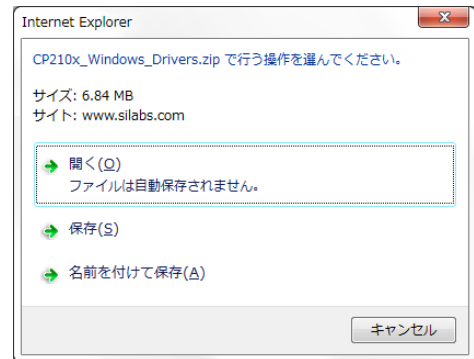 Internet Explorer
CP210x_Windows_Drivers.zip で行う操作を選んでください。
サイズ: 6.84 MB
サイト: www.silabs.com
開く(O)
ファイルは自動保存されません。
保存(S)
名前を付けて保存(A)
キャンセル